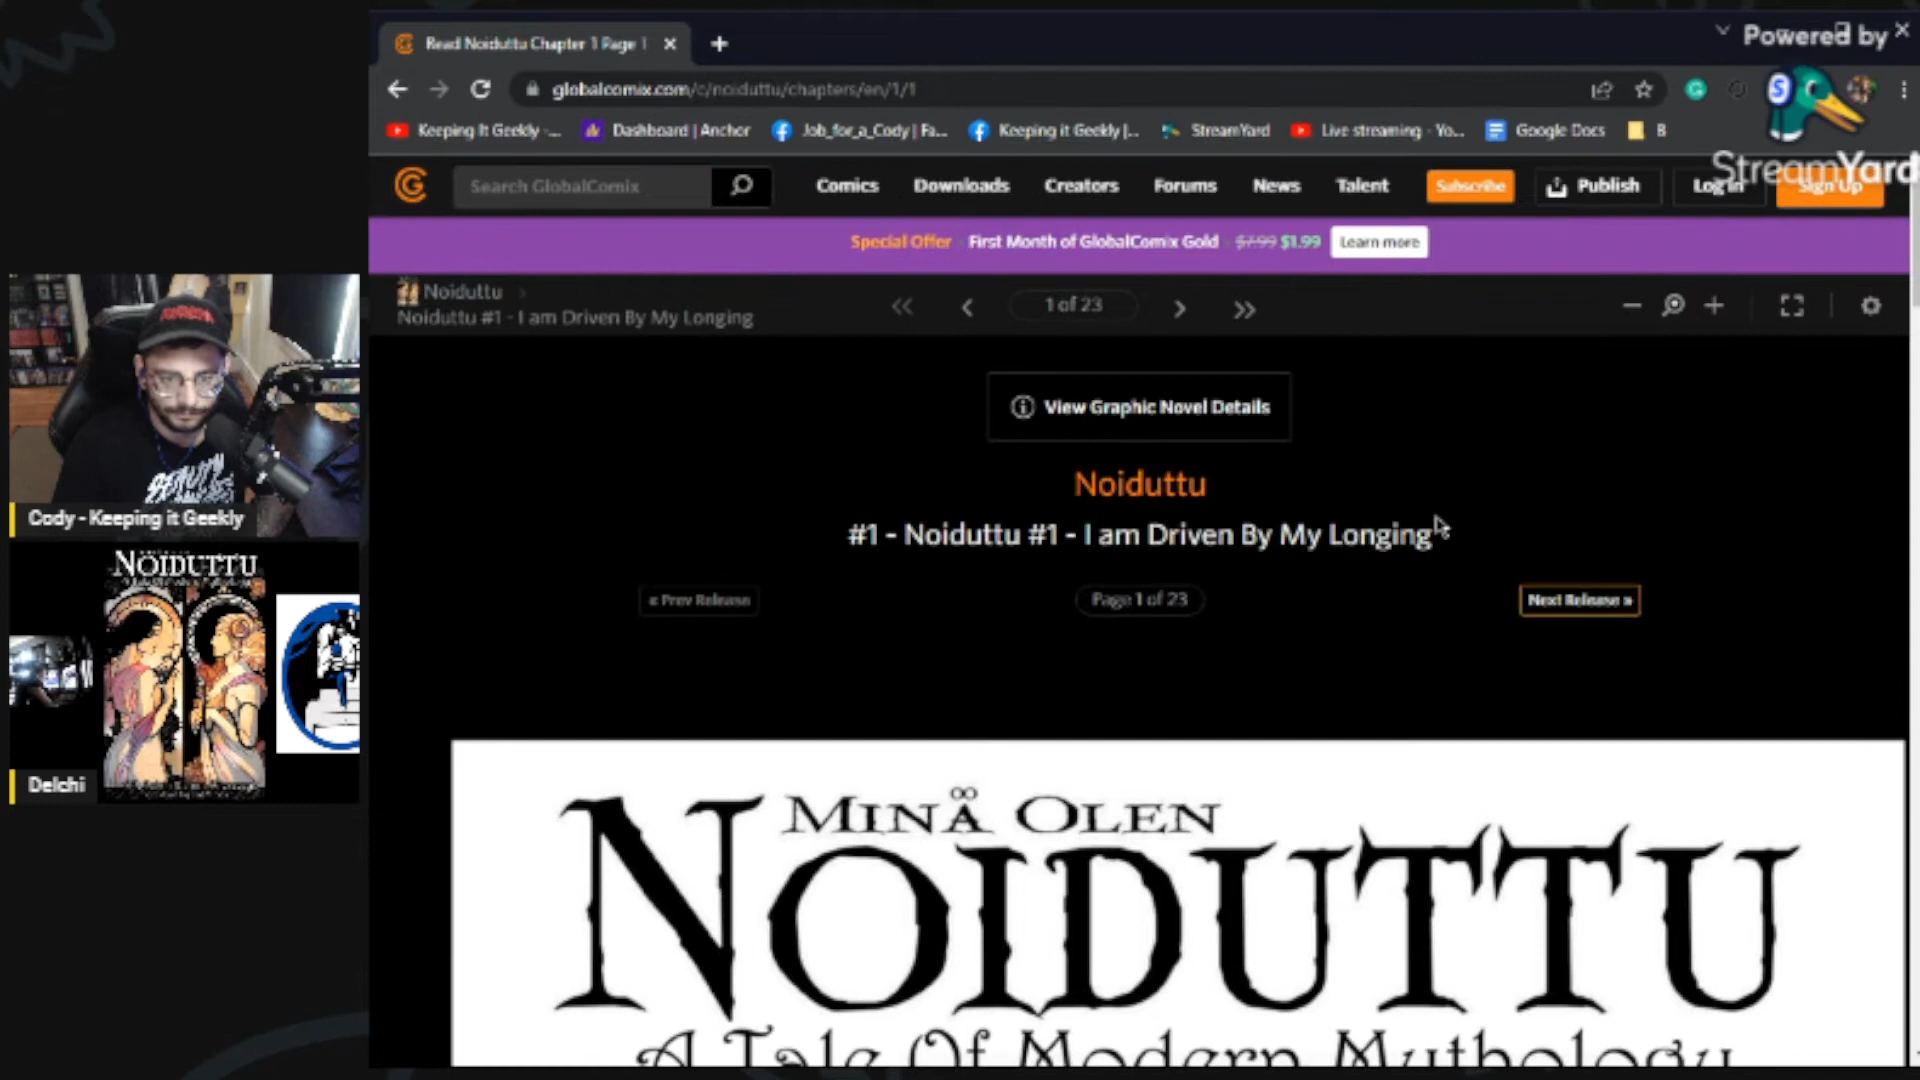 Read Noiduttu Chapter 1 Page 1
Powered by
StreamYard
globalcomix.com/c/noiduttu/chapters/en/1/1
Keeping It Geekly -...
Dashboard | Anchor
Job_for_a_Cody | Fa...
Keeping it Geekly |...
StreamYard
Live streaming - Yo...
Google Docs
B
Search GlobalComix
Comics
Downloads
Creators
Forums
News
Talent
Subscribe
Publish
Log In
Sign Up
Special Offer - First Month of GlobalComix Gold - $7.99 $1.99
Learn more
Noiduttu
Noiduttu #1 - I am Driven By My Longing
1 of 23
View Graphic Novel Details
Noiduttu
#1 - Noiduttu #1 - I am Driven By My Longing
« Prev Release
Page 1 of 23
Next Release »
MINÄ OLEN
NOIDUTTU
A Tale Of Modern Mythology
Cody - Keeping it Geekly
NOIDUTTU
Delchi